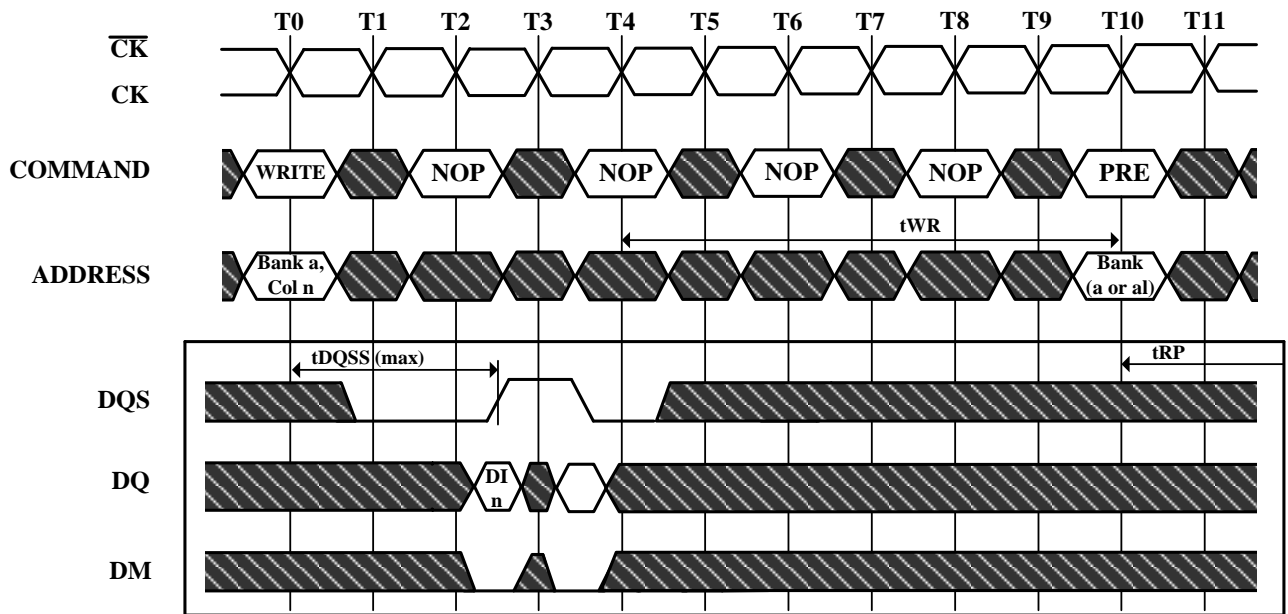 T0 T1 T2 T3 T4 T5 T6 T7 T8 T9 T10 T11
CK
CK
COMMAND WRITE NOP NOP NOP NOP PRE
tWR
ADDRESS Bank a, Col n Bank (a or al)
tDQSS (max) tRP
DQS
DQ DI n
DM